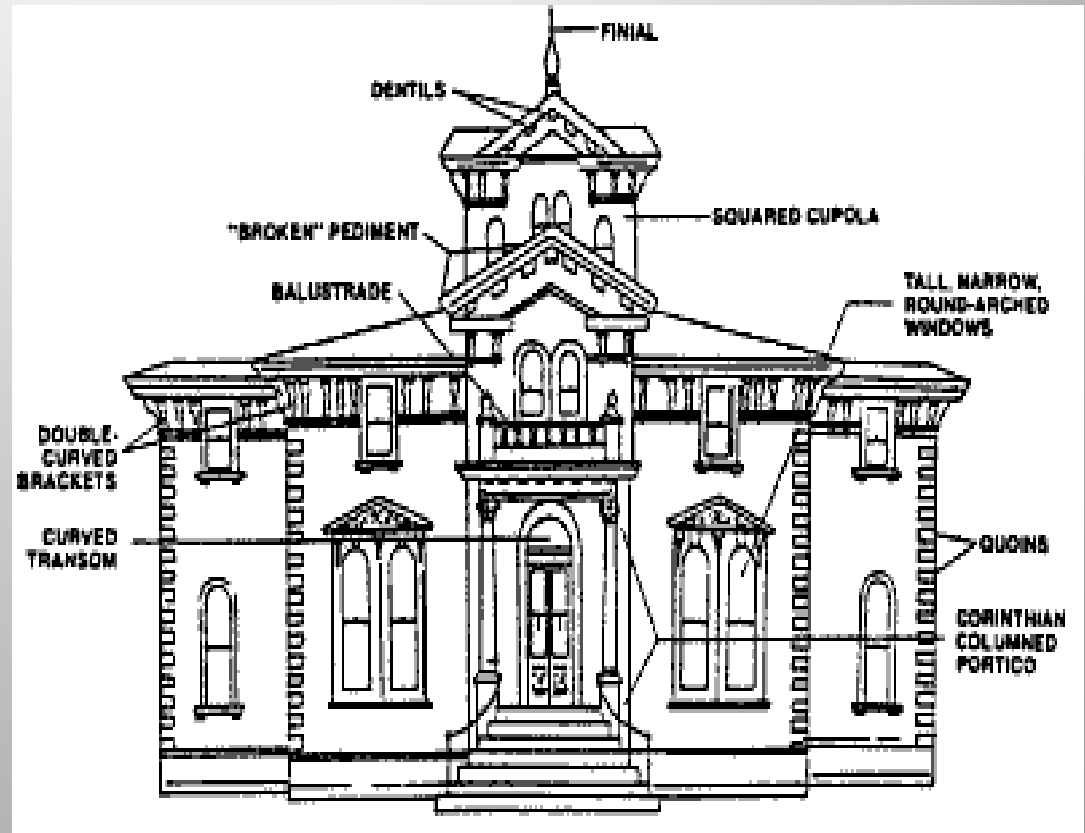 FINIAL
DENTILS
SQUARED CUPOLA
"BROKEN" PEDIMENT
BALUSTRADE
TALL, NARROW,
ROUND-ARCHED
WINDOWS
DOUBLE-
CURVED
BRACKETS
CURVED
TRANSOM
QUOINS
CORINTHIAN
COLUMNED
PORTICO